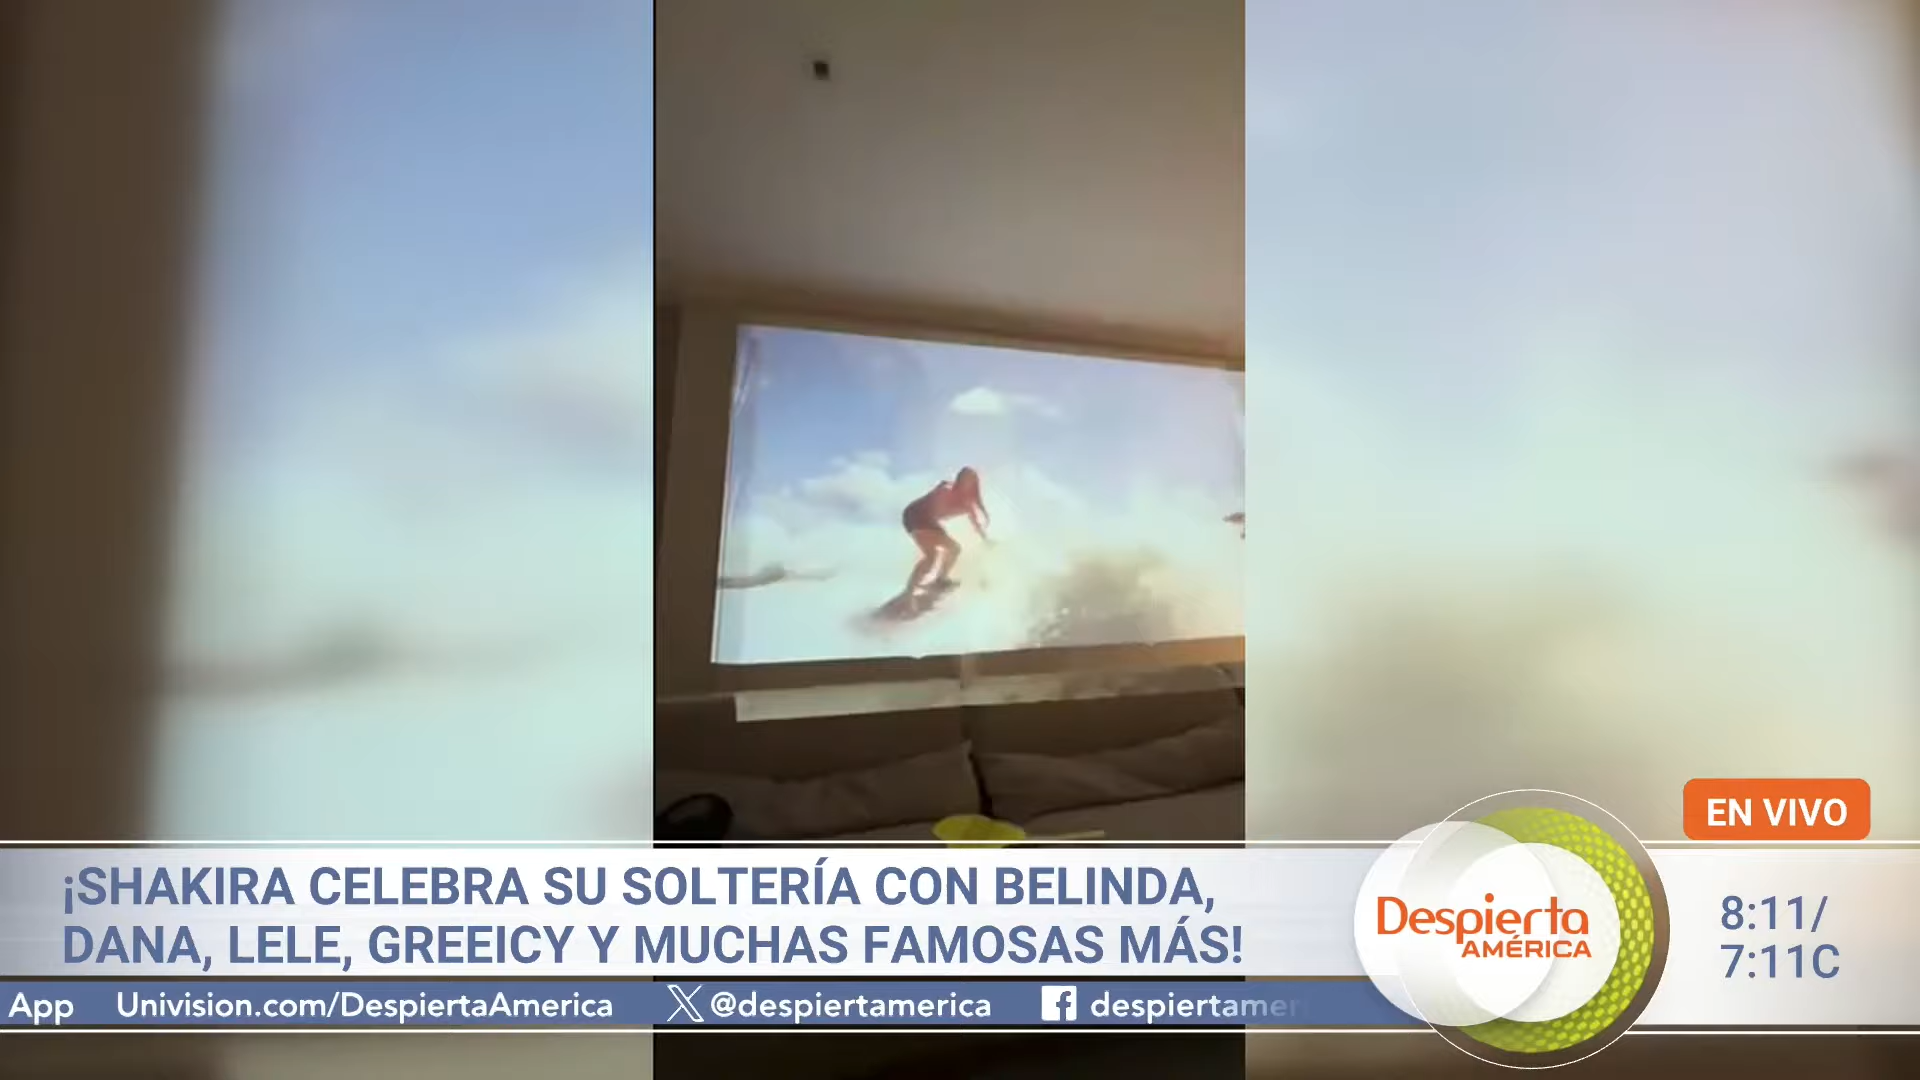 EN VIVO
¡SHAKIRA CELEBRA SU SOLTERÍA CON BELINDA,
DANA, LELE, GREEICY Y MUCHAS FAMOSAS MÁS!
Despierta
AMÉRICA
8:11/
7:11C
App Univision.com/DespiertaAmerica @despiertamerica despiertamer